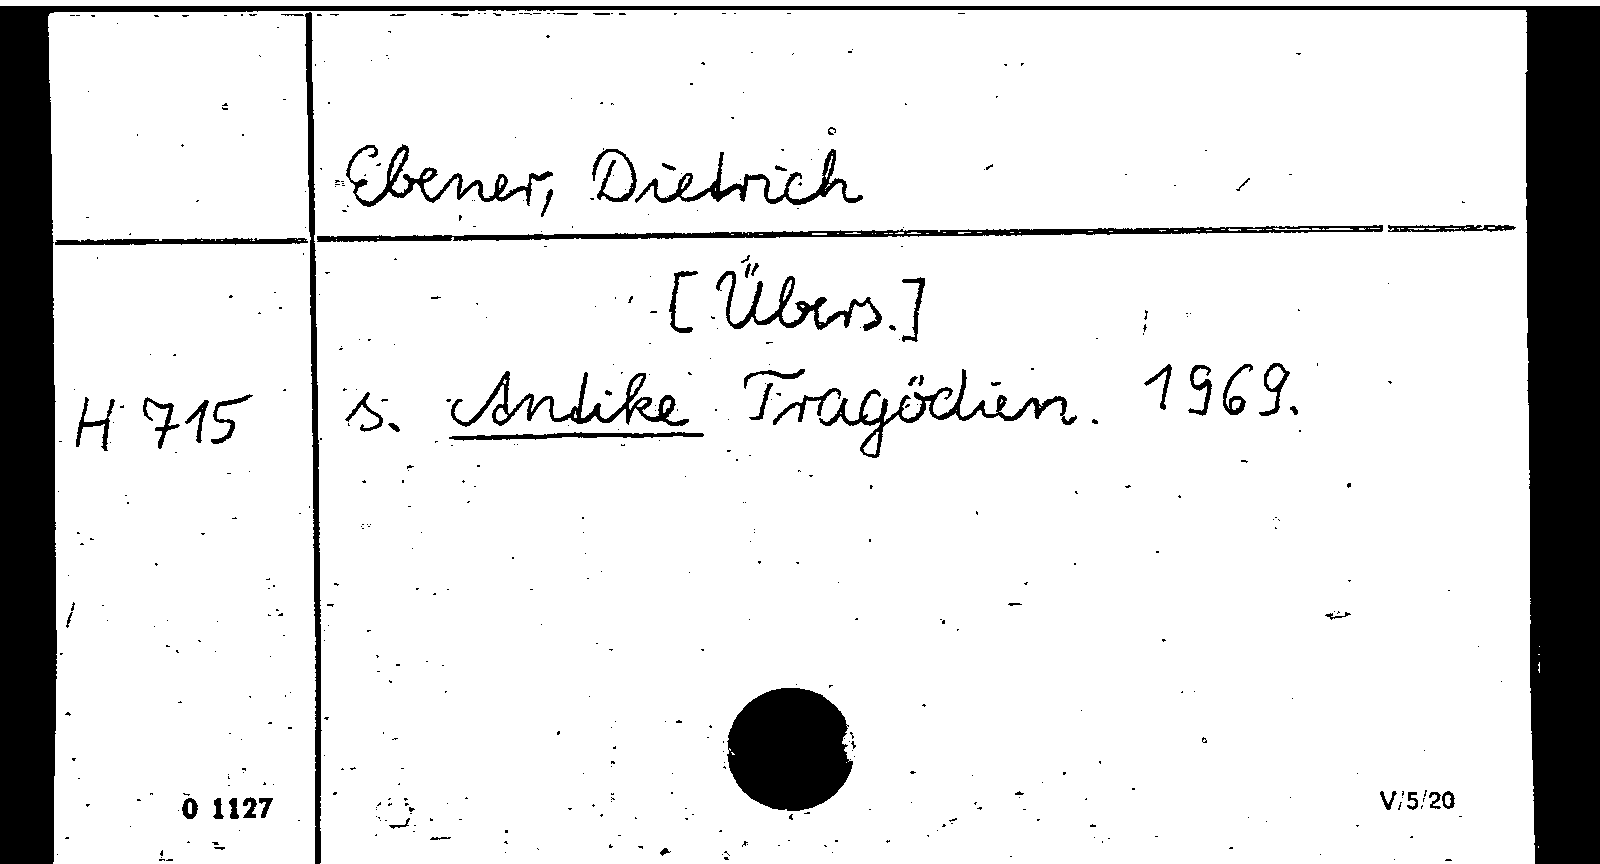 Ebener, Dietrich
[Übers.]
H 715 s. Antike Tragödien. 1969.
0 1127 V/5/20